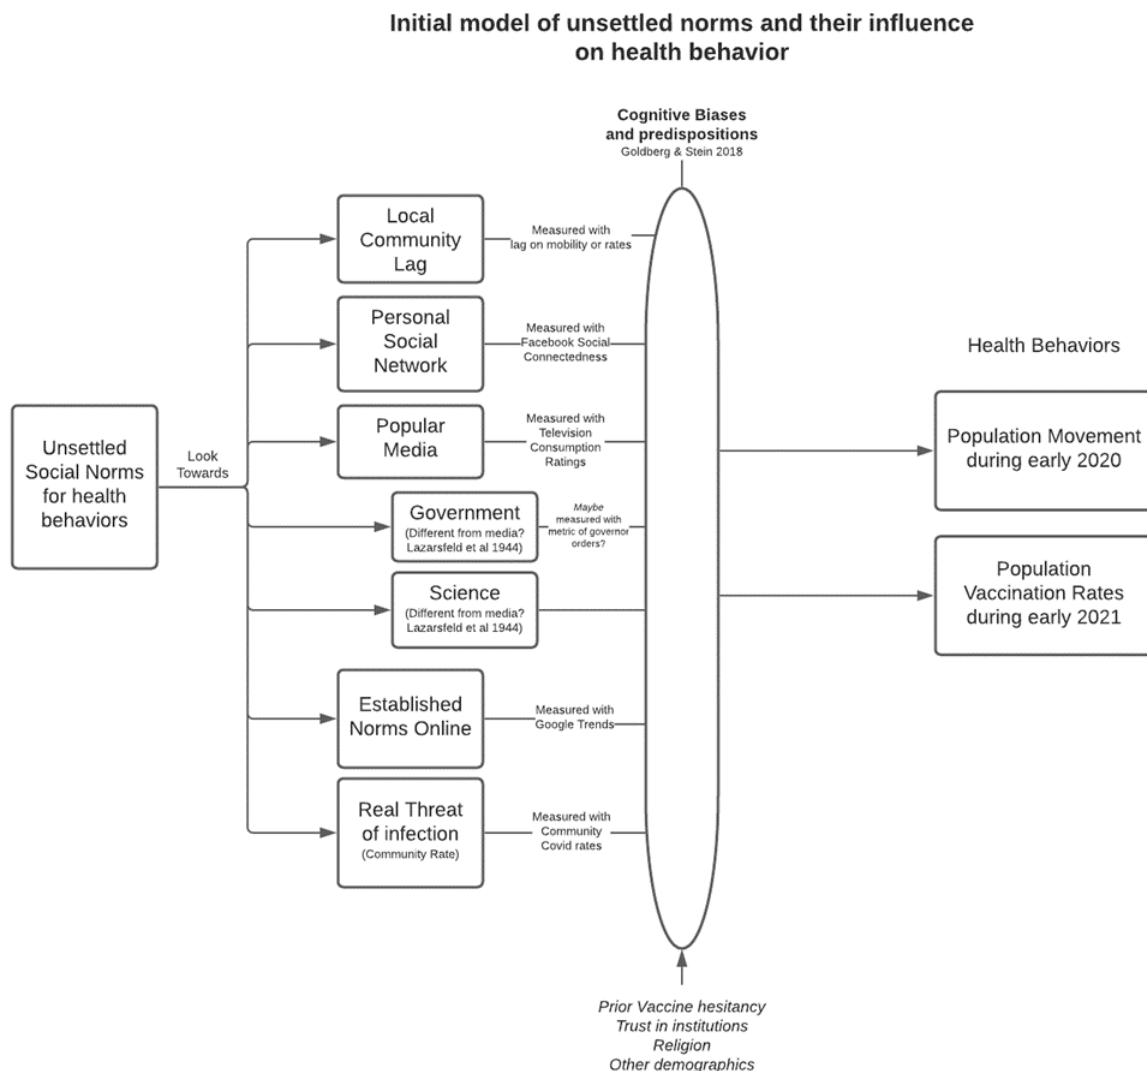 Initial model of unsettled norms and their influence
on health behavior
Cognitive Biases
and predispositions
Goldberg & Stein 2018
Unsettled
Social Norms
for health
behaviors
Look
Towards
Local
Community
Lag
Measured with
lag on mobility or rates
Personal
Social
Network
Measured with
Facebook Social
Connectedness
Popular
Media
Measured with
Television
Consumption
Ratings
Government
(Different from media?
Lazarsfeld et al 1944)
Maybe
measured with
metric of governor
orders?
Science
(Different from media?
Lazarsfeld et al 1944)
Established
Norms Online
Measured with
Google Trends
Real Threat
of infection
(Community Rate)
Measured with
Community
Covid rates
Health Behaviors
Population Movement
during early 2020
Population
Vaccination Rates
during early 2021
Prior Vaccine hesitancy
Trust in institutions
Religion
Other demographics